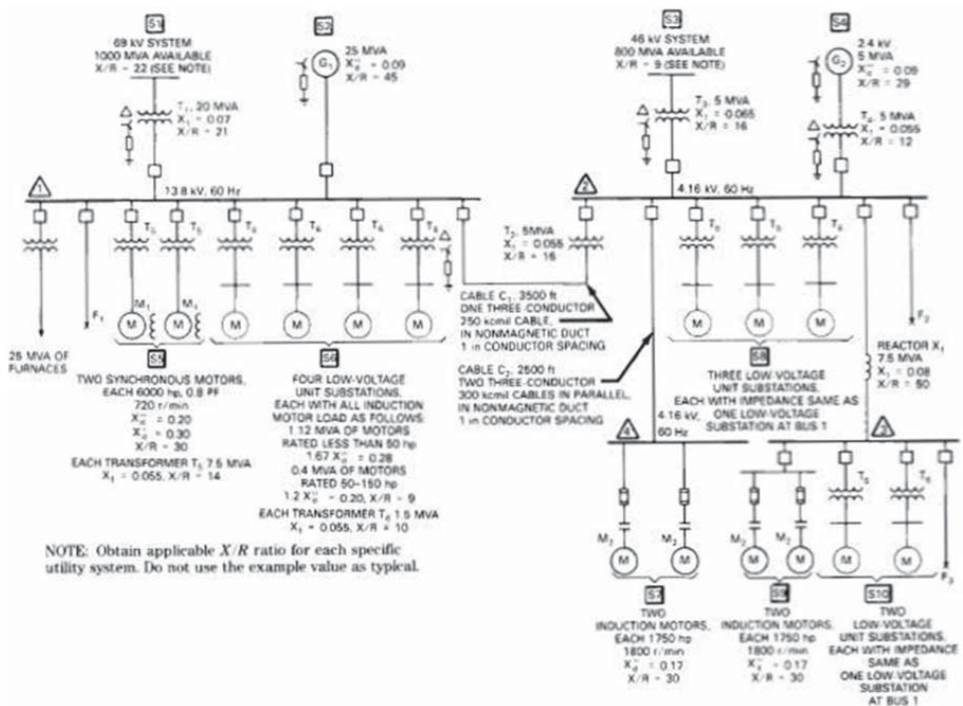 S1
69 kV SYSTEM
1000 MVA AVAILABLE
X/R - 22 (SEE NOTE)
T1, 20 MVA
X1 - 0.07
X/R - 21
S2
G1
25 MVA
X''d - 0.09
X/R - 45
S3
46 kV SYSTEM
800 MVA AVAILABLE
X/R - 9 (SEE NOTE)
T3, 5 MVA
X1 = 0.065
X/R = 16
S4
G2
2.4 kV
5 MVA
X''d = 0.09
X/R = 29
T4, 5 MVA
X1 = 0.055
X/R = 12
1
13.8 kV, 60 Hz
2
4.16 kV, 60 Hz
T5
T5
T6
T6
T6
T6
T2, 5MVA
X1 = 0.055
X/R = 16
T6
T6
T6
F1
M1
M1
M
M
M
M
M
M
25 MVA OF
FURNACES
S5
TWO SYNCHRONOUS MOTORS,
EACH 6000 hp, 0.8 PF
720 r/min
X''d = 0.20
X'd = 0.30
X/R - 30
EACH TRANSFORMER T5 7.5 MVA
X1 = 0.055, X/R - 14
S6
FOUR LOW-VOLTAGE
UNIT SUBSTATIONS,
EACH WITH ALL INDUCTION
MOTOR LOAD AS FOLLOWS:
1.12 MVA OF MOTORS
RATED LESS THAN 50 hp
1.67 X''d = 0.28
0.4 MVA OF MOTORS
RATED 50-150 hp
1.2 X''d - 0.20, X/R - 9
EACH TRANSFORMER T6 1.5 MVA
X1 = 0.055, X/R = 10
CABLE C1, 3500 ft
ONE THREE-CONDUCTOR
250 kcmil CABLE,
IN NONMAGNETIC DUCT
1 in CONDUCTOR SPACING
CABLE C2, 2500 ft
TWO THREE-CONDUCTOR
300 kcmil CABLES IN PARALLEL,
IN NONMAGNETIC DUCT
1 in CONDUCTOR SPACING
M
M
M
S8
THREE LOW-VOLTAGE
UNIT SUBSTATIONS,
EACH WITH IMPEDANCE SAME AS
ONE LOW-VOLTAGE
SUBSTATION AT BUS 1
F2
REACTOR X1
7.5 MVA
X1 = 0.08
X/R = 50
4
4.16 kV,
60 Hz
3
T6
T6
M2
M2
M2
M2
M
M
M
M
M
M
F3
S7
TWO
INDUCTION MOTORS,
EACH 1750 hp
1800 r/min
X''d = 0.17
X/R - 30
S9
TWO
INDUCTION MOTORS,
EACH 1750 hp
1800 r/min
X''d - 0.17
X/R - 30
S10
TWO
LOW-VOLTAGE
UNIT SUBSTATIONS,
EACH WITH IMPEDANCE
SAME AS
ONE LOW-VOLTAGE
SUBSTATION
AT BUS 1
NOTE: Obtain applicable X/R ratio for each specific
utility system. Do not use the example value as typical.